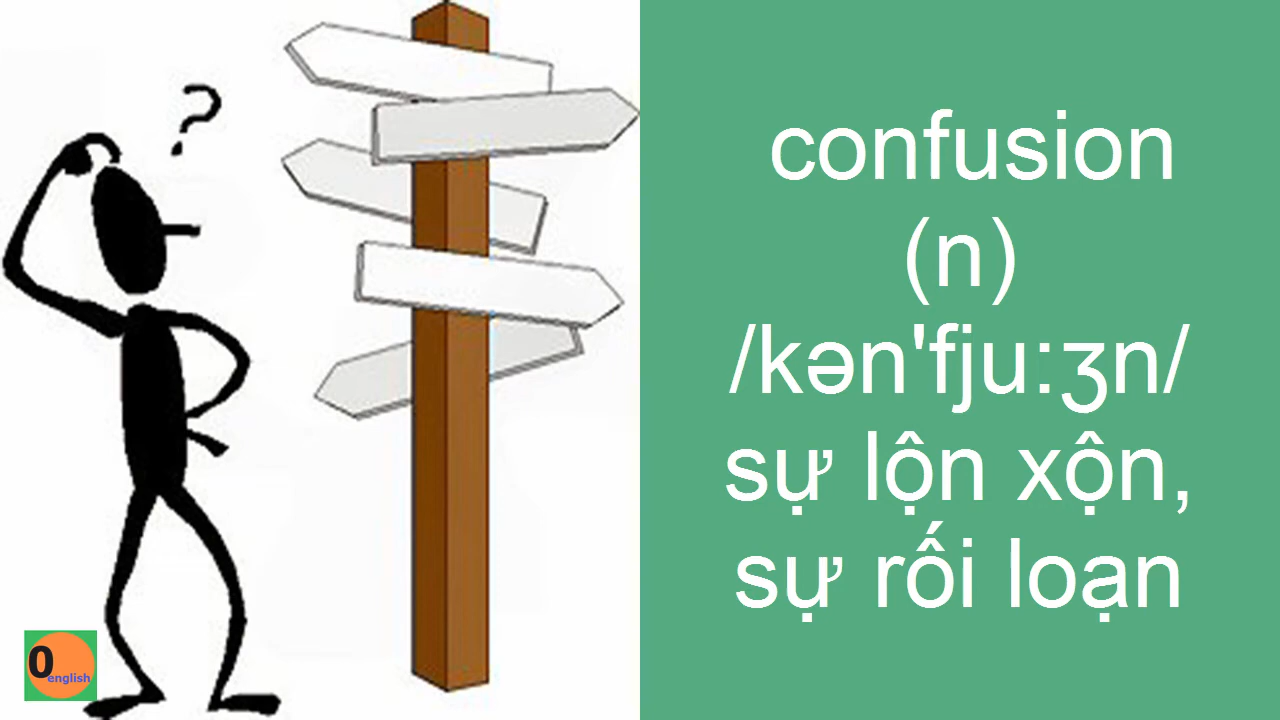 ?
confusion
(n)
/kən'fju:ʒn/
sự lộn xộn,
sự rối loạn
0
english